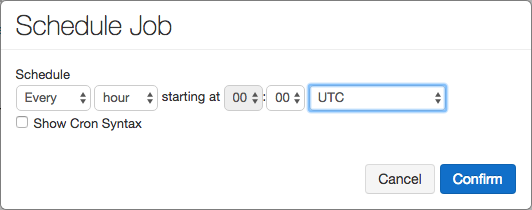 Schedule Job
Schedule
Every hour starting at 00 : 00 UTC
Show Cron Syntax
Cancel Confirm